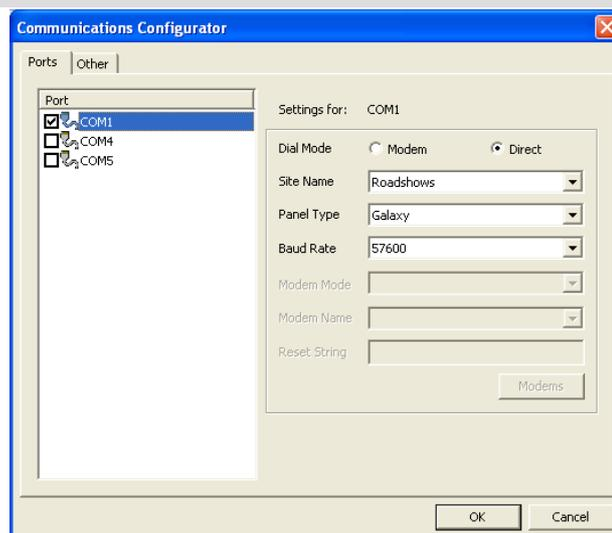 Communications Configurator
Ports
Other
Port
COM1
COM4
COM5
Settings for: COM1
Dial Mode Modem Direct
Site Name Roadshows
Panel Type Galaxy
Baud Rate 57600
Modem Mode
Modem Name
Reset String
Modems
OK Cancel